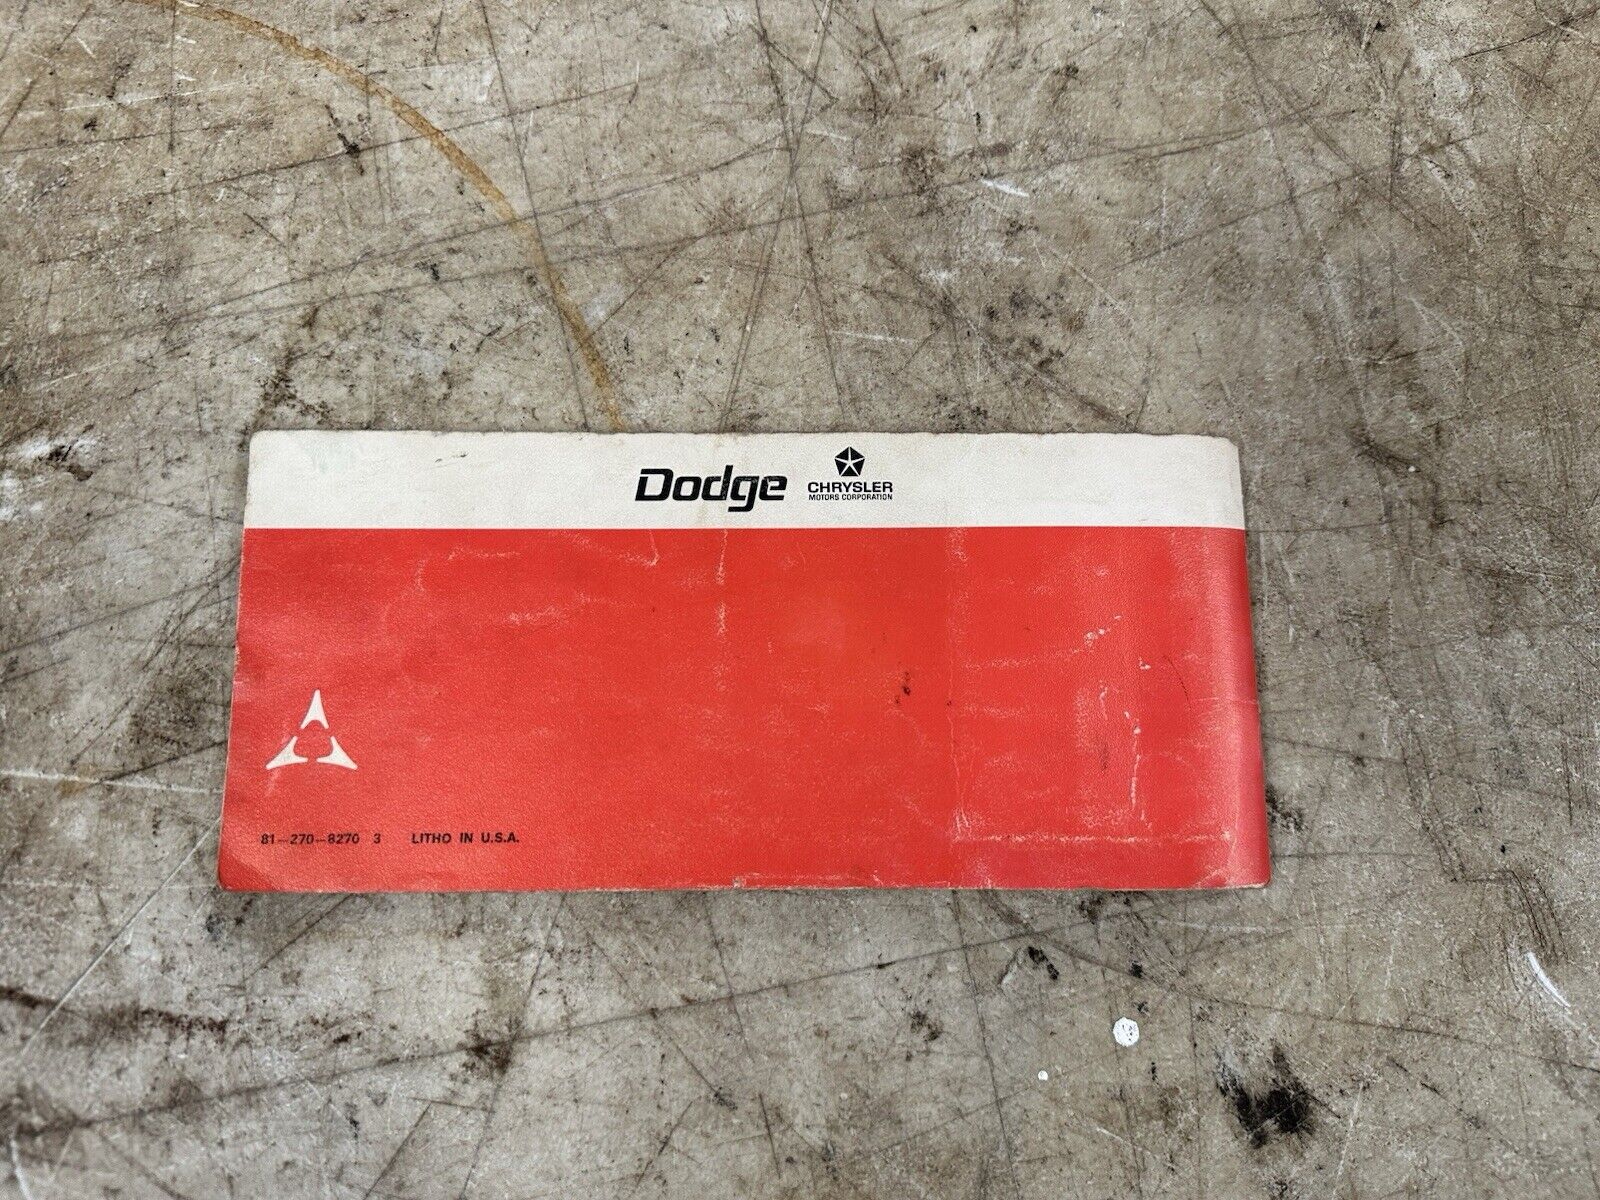 Dodge
CHRYSLER
MOTORS CORPORATION
81-270-8270 3 LITHO IN U.S.A.